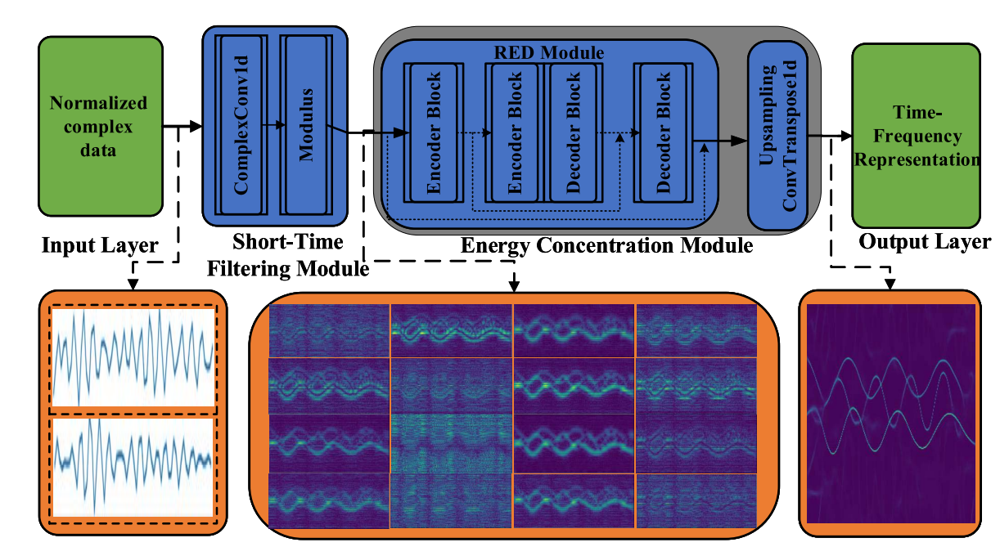 Normalized
complex
data
Input Layer
ComplexConv1d
Modulus
Short-Time
Filtering Module
RED Module
Encoder Block
Encoder Block
Decoder Block
Decoder Block
Upsampling
ConvTranspose1d
Energy Concentration Module
Time-
Frequency
Representation
Output Layer